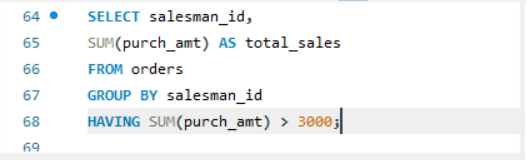 64 SELECT salesman_id,
65 SUM(purch_amt) AS total_sales
66 FROM orders
67 GROUP BY salesman_id
68 HAVING SUM(purch_amt) > 3000;
69